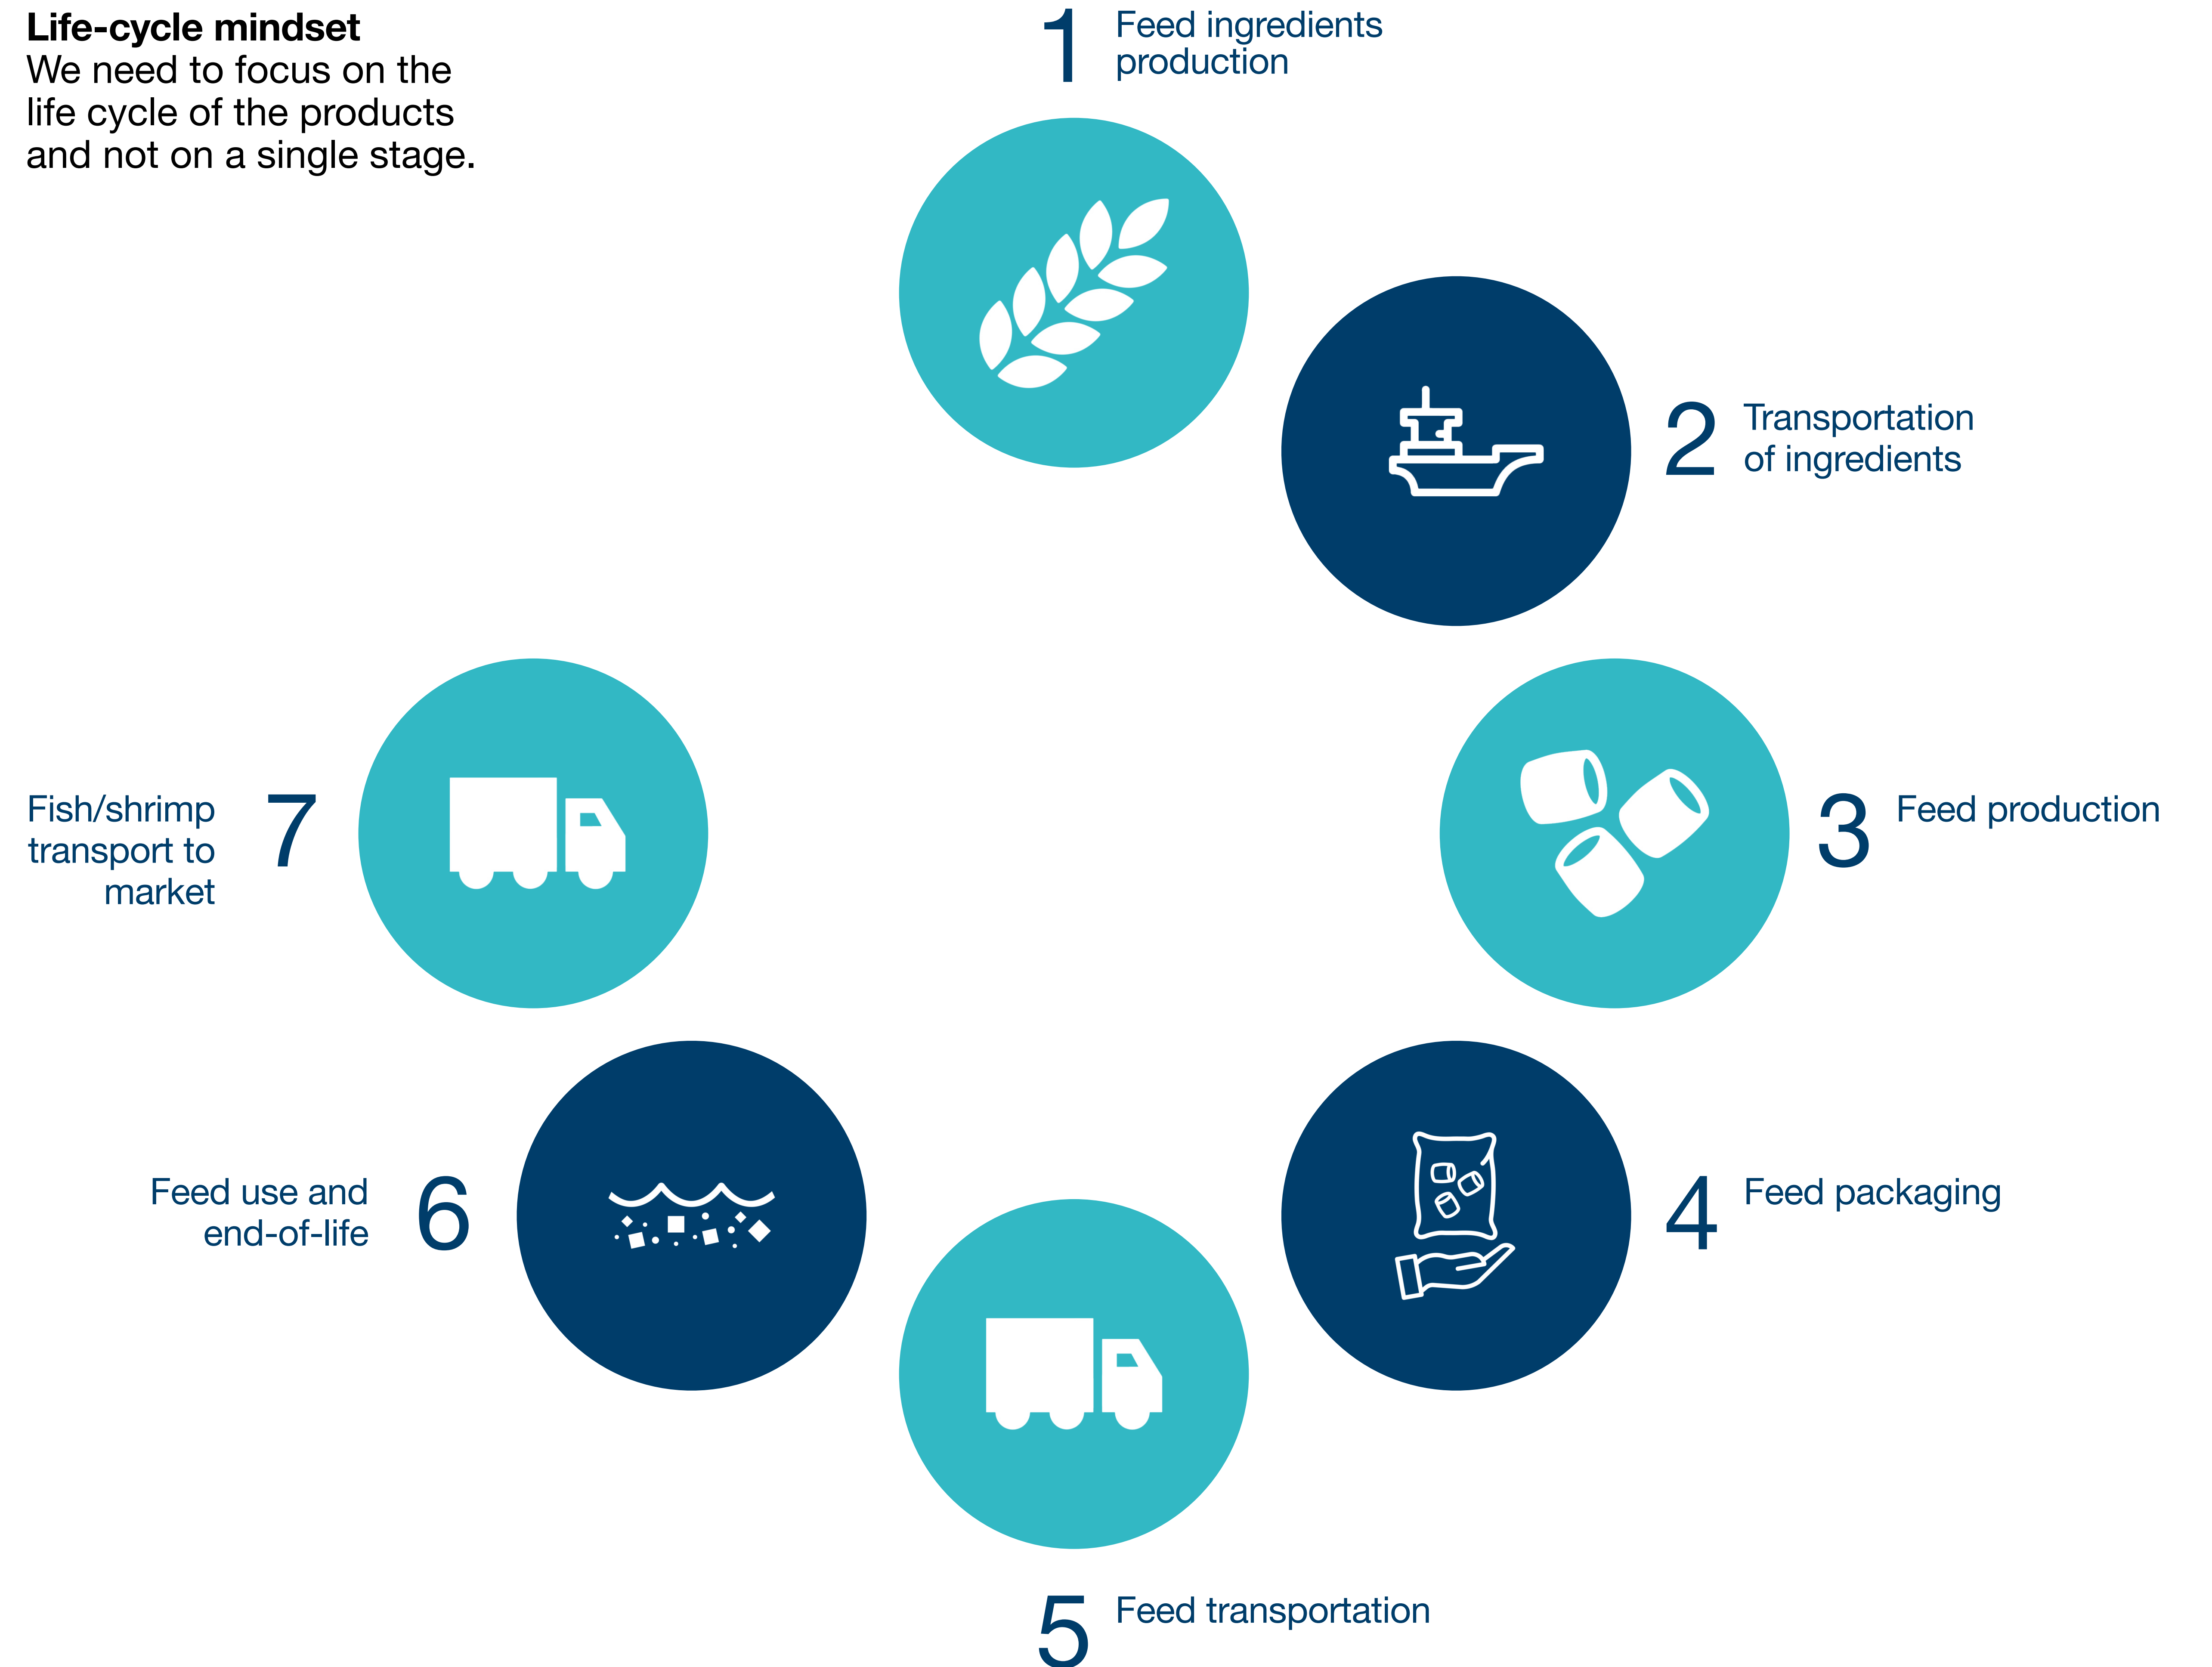 Life-cycle mindset
We need to focus on the
life cycle of the products
and not on a single stage.
1
Feed ingredients
production
2
Transportation
of ingredients
3
Feed production
4
Feed packaging
5
Feed transportation
6
Feed use and
end-of-life
7
Fish/shrimp
transport to
market